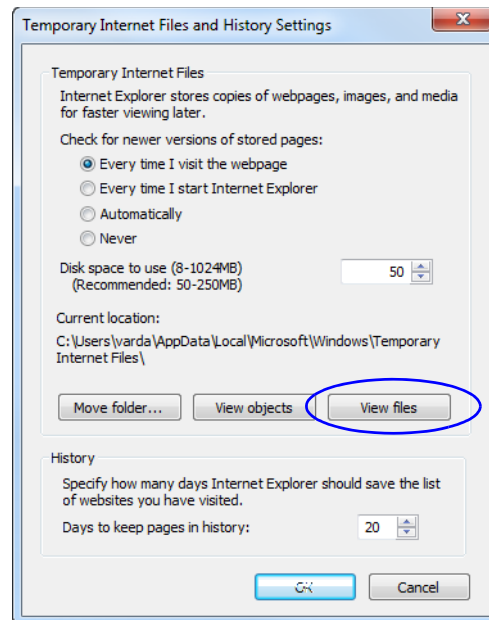 Temporary Internet Files and History Settings
Temporary Internet Files
Internet Explorer stores copies of webpages, images, and media
for faster viewing later.
Check for newer versions of stored pages:
Every time I visit the webpage
Every time I start Internet Explorer
Automatically
Never
Disk space to use (8-1024MB) 50
(Recommended: 50-250MB)
Current location:
C:\Users\varda\AppData\Local\Microsoft\Windows\Temporary
Internet Files\
Move folder... View objects View files
History
Specify how many days Internet Explorer should save the list
of websites you have visited.
Days to keep pages in history: 20
OK Cancel